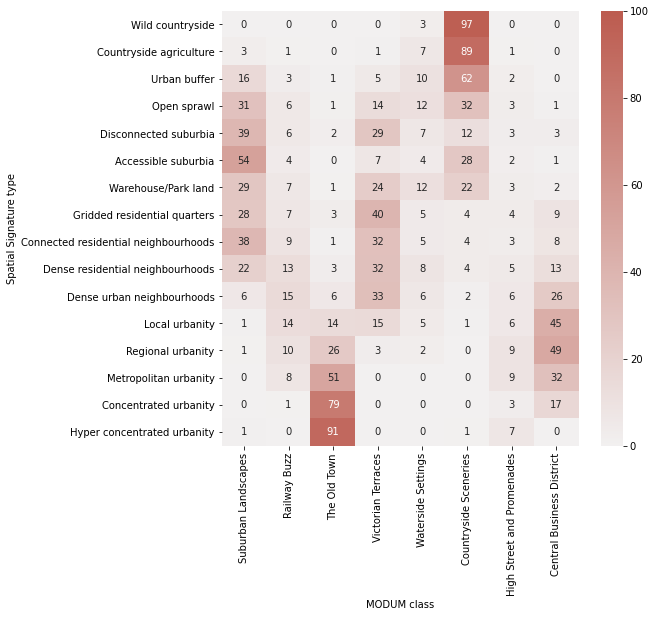 Spatial Signature type
Wild countryside 0 0 0 0 3 97 0 0
Countryside agriculture 3 1 0 1 7 89 1 0
Urban buffer 16 3 1 5 10 62 2 0
Open sprawl 31 6 1 14 12 32 3 1
Disconnected suburbia 39 6 2 29 7 12 3 3
Accessible suburbia 54 4 0 7 4 28 2 1
Warehouse/Park land 29 7 1 24 12 22 3 2
Gridded residential quarters 28 7 3 40 5 4 4 9
Connected residential neighbourhoods 38 9 1 32 5 4 3 8
Dense residential neighbourhoods 22 13 3 32 8 4 5 13
Dense urban neighbourhoods 6 15 6 33 6 2 6 26
Local urbanity 1 14 14 15 5 1 6 45
Regional urbanity 1 10 26 3 2 0 9 49
Metropolitan urbanity 0 8 51 0 0 0 9 32
Concentrated urbanity 0 1 79 0 0 0 3 17
Hyper concentrated urbanity 1 0 91 0 0 1 7 0
Suburban Landscapes
Railway Buzz
The Old Town
Victorian Terraces
Waterside Settings
Countryside Sceneries
High Street and Promenades
Central Business District
MODUM class
100
80
60
40
20
0